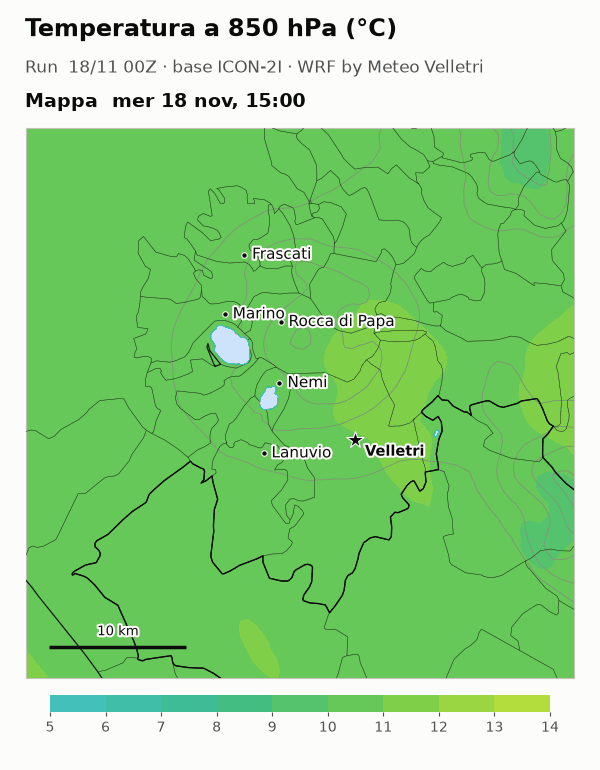 Temperatura a 850 hPa (°C)
Run  18/11 00Z · base ICON-2I · WRF by Meteo Velletri
Mappa  mer 18 nov, 15:00
Frascati
Marino
Rocca di Papa
Nemi
Velletri
Lanuvio
10 km
5 6 7 8 9 10 11 12 13 14